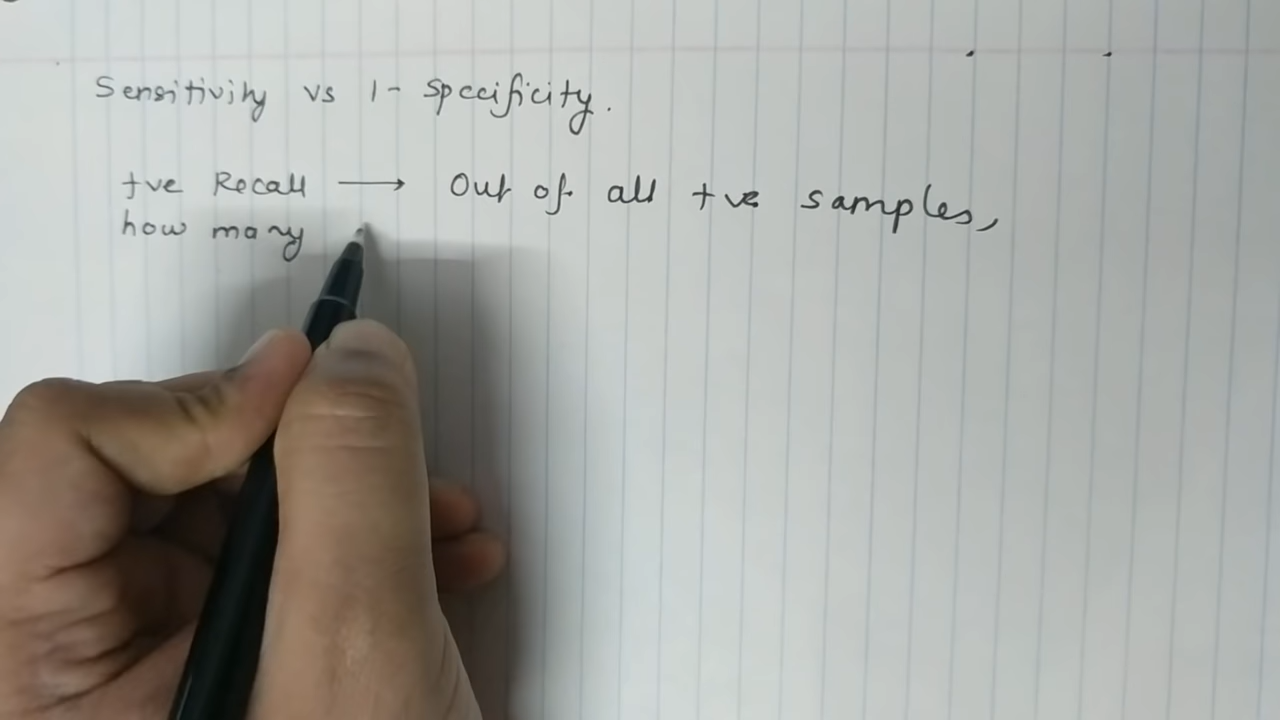 Sensitivity vs 1- Specificity.
+ve Recall → Out of all +ve samples,
how many